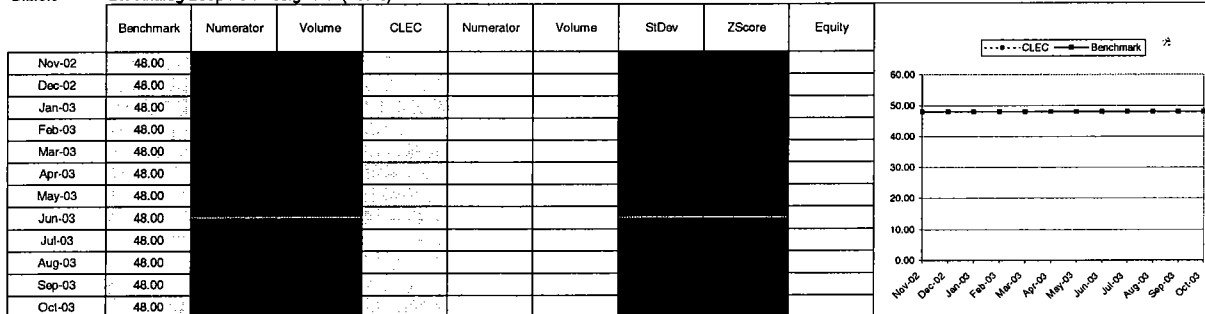 Benchmark Numerator Volume CLEC Numerator Volume StDev ZScore Equity
Nov-02 48.00
Dec-02 48.00
Jan-03 48.00
Feb-03 48.00
Mar-03 48.00
Apr-03 48.00
May-03 48.00
Jun-03 48.00
Jul-03 48.00
Aug-03 48.00
Sep-03 48.00
Oct-03 48.00
CLEC Benchmark
60.00
50.00
40.00
30.00
20.00
10.00
0.00
Nov-02 Dec-02 Jan-03 Feb-03 Mar-03 Apr-03 May-03 Jun-03 Jul-03 Aug-03 Sep-03 Oct-03